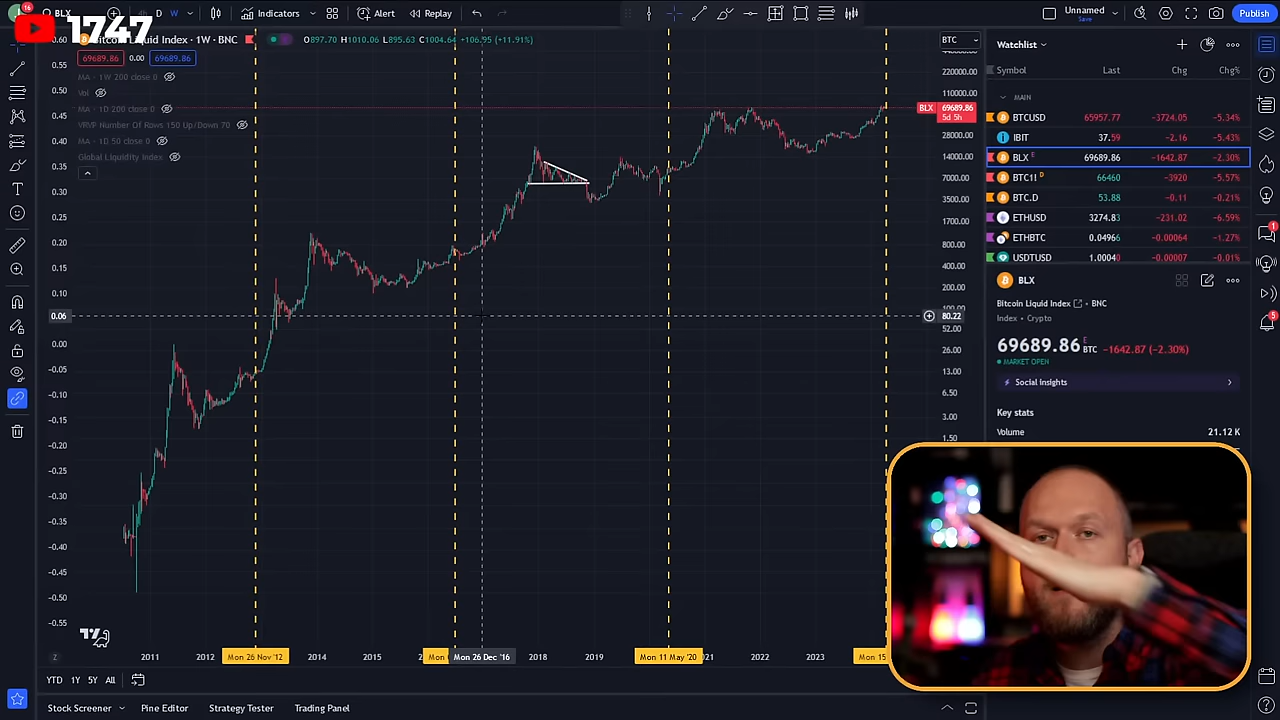 16
BLX
D
W
Indicators
Alert
Replay
Unnamed
Save
Publish
1747
Bitcoin Liquid Index · 1W · BNC
O897.70 H1010.06 L895.63 C1004.64 +106.95 (+11.91%)
69689.86 0.00 69689.86
MA · 1W 200 close 0
Vol
MA · 1D 200 close 0
VRVP Number Of Rows 150 Up/Down 70
MA · 1D 50 close 0
Global Liquidity Index
0.60
0.55
0.50
0.45
0.40
0.35
0.30
0.25
0.20
0.15
0.10
0.06
0.00
-0.05
-0.10
-0.15
-0.20
-0.25
-0.30
-0.35
-0.40
-0.45
-0.50
-0.55
BTC
220000.00
110000.00
BLX 69689.86
5d 5h
28000.00
14000.00
7000.00
3500.00
1700.00
800.00
400.00
200.00
80.22
52.00
26.00
13.00
6.50
3.00
1.50
Z
2011
2012
Mon 26 Nov '12
2014
2015
Mon 26 Dec '16
2018
2019
Mon 11 May '20
2022
2023
Mon 15
YTD 1Y 5Y All
Stock Screener
Pine Editor
Strategy Tester
Trading Panel
Watchlist
Symbol Last Chg Chg%
MAIN
BTCUSD 65957.77 -3724.05 -5.34%
IBIT 37.59 -2.16 -5.43%
BLX E 69689.86 -1642.87 -2.30%
BTC1! D 66460 -3920 -5.57%
BTC.D 53.88 -0.11 -0.21%
ETHUSD 3274.83 -231.02 -6.59%
ETHBTC 0.04966 -0.00064 -1.27%
USDTUSD 1.00040 -0.00007 -0.01%
BLX
Bitcoin Liquid Index • BNC
Index • Crypto
69689.86 E BTC -1642.87 (-2.30%)
MARKET OPEN
Social Insights
Key stats
Volume 21.12 K
1
5